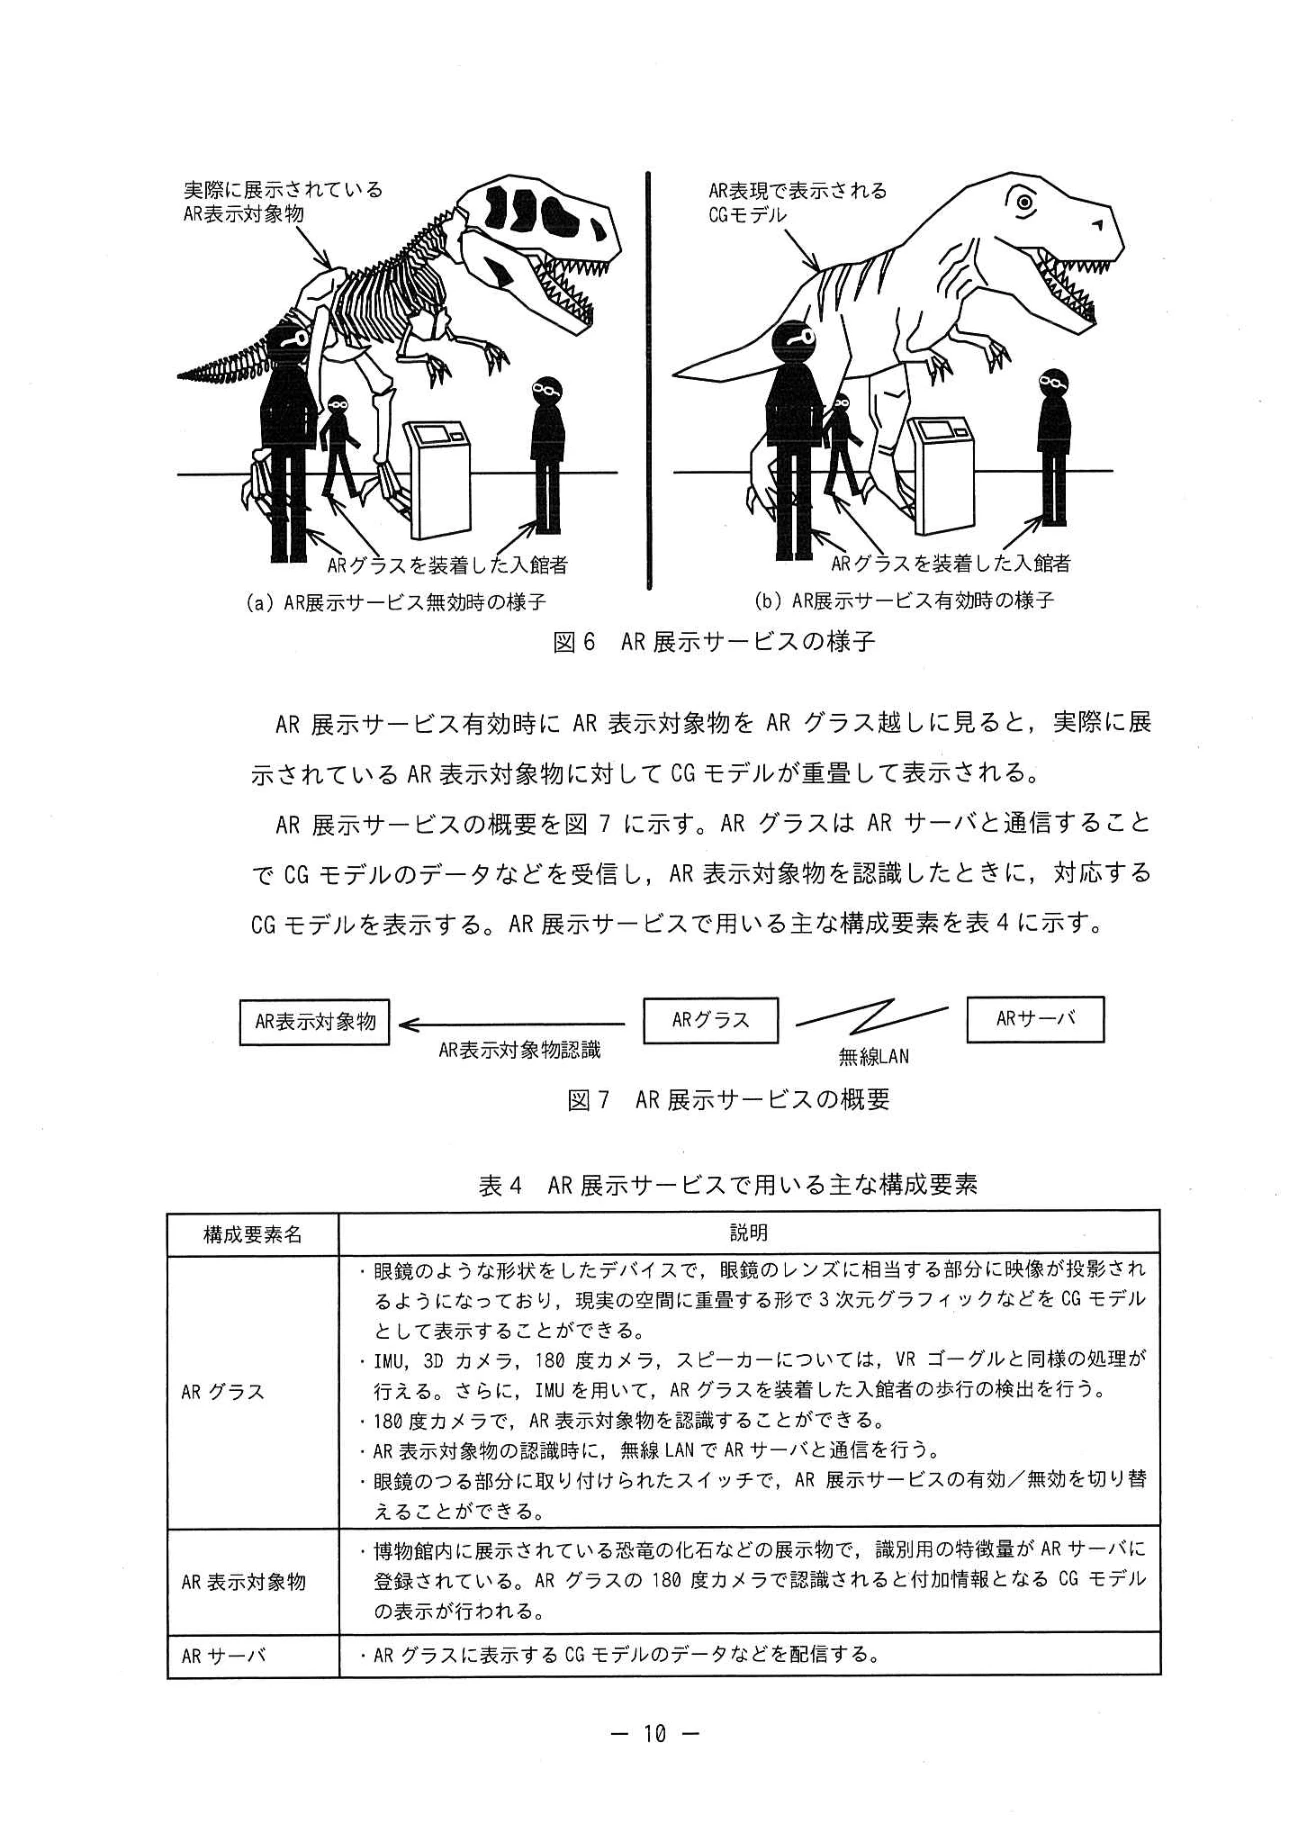 実際に展示されている
AR表示対象物
AR表現で表示される
CGモデル
ARグラスを装着した入館者
ARグラスを装着した入館者
(a) AR展示サービス無効時の様子
(b) AR展示サービス有効時の様子
図6　AR 展示サービスの様子
AR 展示サービス有効時に AR 表示対象物を AR グラス越しに見ると，実際に展
示されている AR 表示対象物に対して CG モデルが重畳して表示される。
AR 展示サービスの概要を図 7 に示す。AR グラスは AR サーバと通信すること
で CG モデルのデータなどを受信し，AR 表示対象物を認識したときに，対応する
CG モデルを表示する。AR 展示サービスで用いる主な構成要素を表 4 に示す。
AR表示対象物
AR表示対象物認識
ARグラス
無線LAN
ARサーバ
図7　AR 展示サービスの概要
表4　AR 展示サービスで用いる主な構成要素
構成要素名
説明
AR グラス
・眼鏡のような形状をしたデバイスで，眼鏡のレンズに相当する部分に映像が投影され
るようになっており，現実の空間に重畳する形で 3 次元グラフィックなどを CG モデル
として表示することができる。
・IMU，3D カメラ，180 度カメラ，スピーカーについては，VR ゴーグルと同様の処理が
行える。さらに，IMU を用いて，AR グラスを装着した入館者の歩行の検出を行う。
・180 度カメラで，AR 表示対象物を認識することができる。
・AR 表示対象物の認識時に，無線 LAN で AR サーバと通信を行う。
・眼鏡のつる部分に取り付けられたスイッチで，AR 展示サービスの有効／無効を切り替
えることができる。
AR 表示対象物
・博物館内に展示されている恐竜の化石などの展示物で，識別用の特徴量が AR サーバに
登録されている。AR グラスの 180 度カメラで認識されると付加情報となる CG モデル
の表示が行われる。
AR サーバ
・AR グラスに表示する CG モデルのデータなどを配信する。
— 10 —